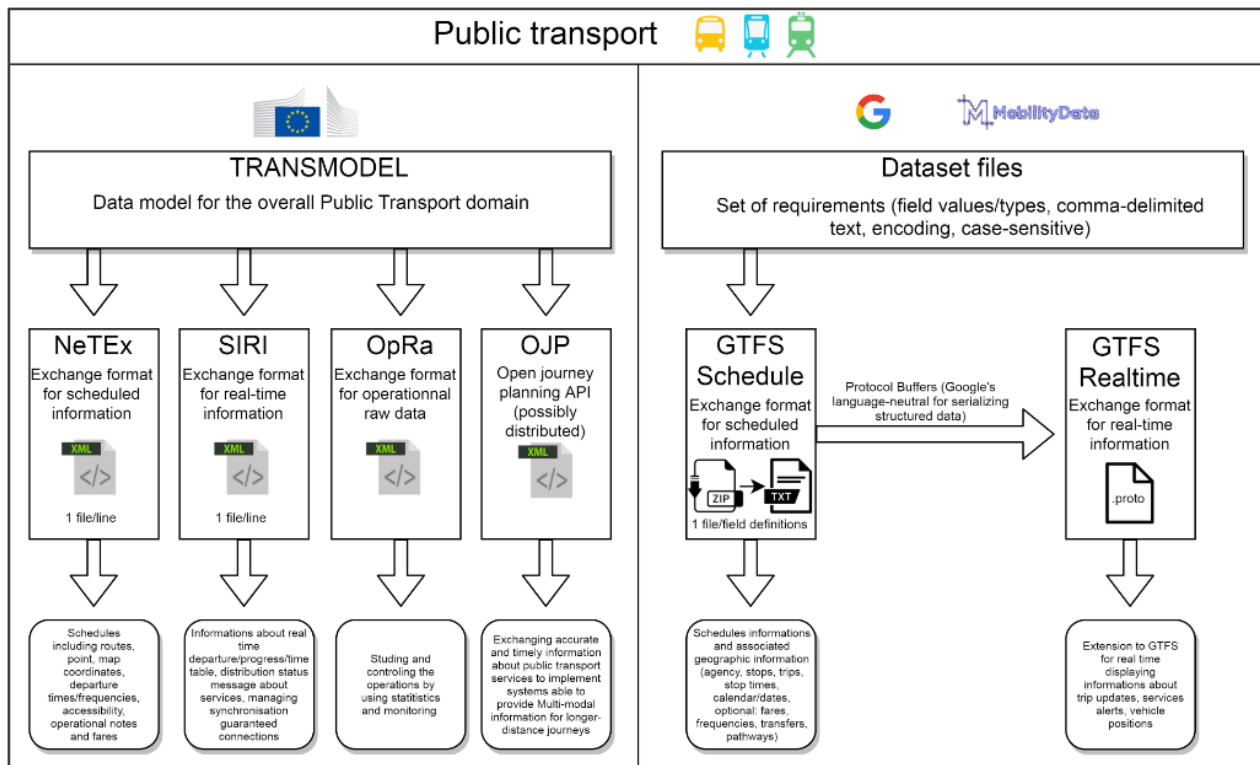 Public transport
TRANSMODEL
Data model for the overall Public Transport domain
NeTEx
Exchange format
for scheduled
information
XML
</>
1 file/line
SIRI
Exchange format
for real-time
information
XML
</>
1 file/line
OpRa
Exchange format
for operationnal
raw data
XML
</>
OJP
Open journey
planning API
(possibly
distributed)
XML
</>
Schedules
including routes,
point, map
coordinates,
departure
times/frequencies,
accessibility,
operational notes
and fares
Informations about real
time
departure/progress/time
table, distribution status
message about
services, managing
synchronisation
guaranteed
connections
Studing and
controling the
operations by
using statitistics
and monitoring
Exchanging accurate
and timely information
about public transport
services to implement
systems able to
provide Multi-modal
information for longer-
distance journeys
G
M MobilityData
Dataset files
Set of requirements (field values/types, comma-delimited
text, encoding, case-sensitive)
GTFS
Schedule
Exchange format
for scheduled
information
ZIP
TXT
1 file/field definitions
Protocol Buffers (Google's
language-neutral for serializing
structured data)
GTFS
Realtime
Exchange format
for real-time
information
.proto
Schedules informations
and associated
geographic information
(agency, stops, trips,
stop times,
calendar/dates,
optional: fares,
frequencies, transfers,
pathways)
Extension to GTFS
for real time
displaying
informations about
trip updates, services
alerts, vehicle
positions